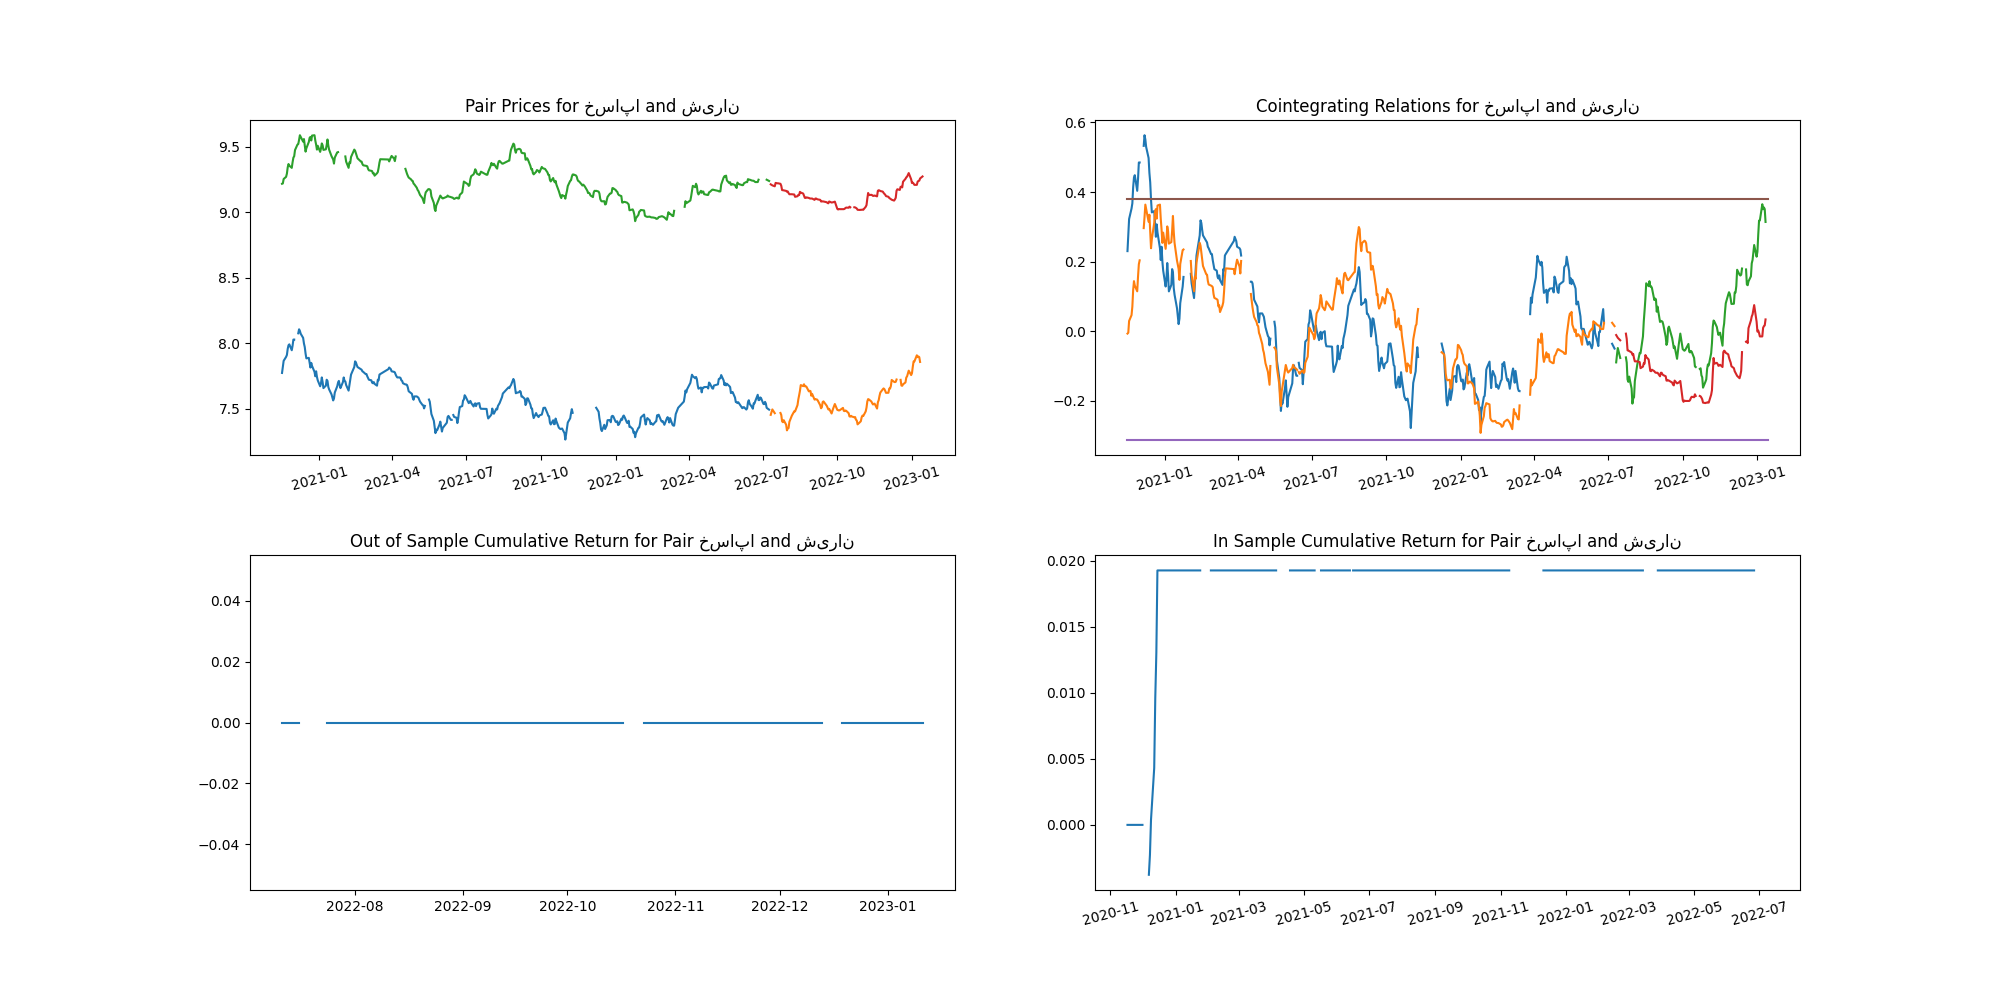 Pair Prices for خساپا and شیران
9.5
9.0
8.5
8.0
7.5
2021-01 2021-04 2021-07 2021-10 2022-01 2022-04 2022-07 2022-10 2023-01
Cointegrating Relations for خساپا and شیران
0.6
0.4
0.2
0.0
−0.2
2021-01 2021-04 2021-07 2021-10 2022-01 2022-04 2022-07 2022-10 2023-01
Out of Sample Cumulative Return for Pair خساپا and شیران
0.04
0.02
0.00
−0.02
−0.04
2022-08 2022-09 2022-10 2022-11 2022-12 2023-01
In Sample Cumulative Return for Pair خساپا and شیران
0.020
0.015
0.010
0.005
0.000
2020-11 2021-01 2021-03 2021-05 2021-07 2021-09 2021-11 2022-01 2022-03 2022-05 2022-07